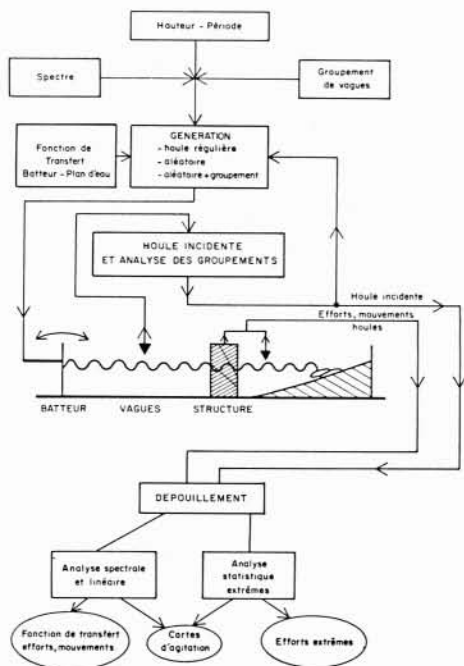 Hauteur - Période
Spectre
Groupement
de vagues
Fonction de
Transfert
Batteur - Plan d'eau
GENERATION
- houle régulière
- aléatoire
- aléatoire + groupement
HOULE INCIDENTE
ET ANALYSE DES GROUPEMENTS
Houle incidente
Efforts, mouvements
houles
BATTEUR VAGUES STRUCTURE
DEPOUILLEMENT
Analyse spectrale
et linéaire
Analyse
statistique
extrêmes
Fonction de transfert
efforts, mouvements
Cartes
d'agitation
Efforts extrêmes